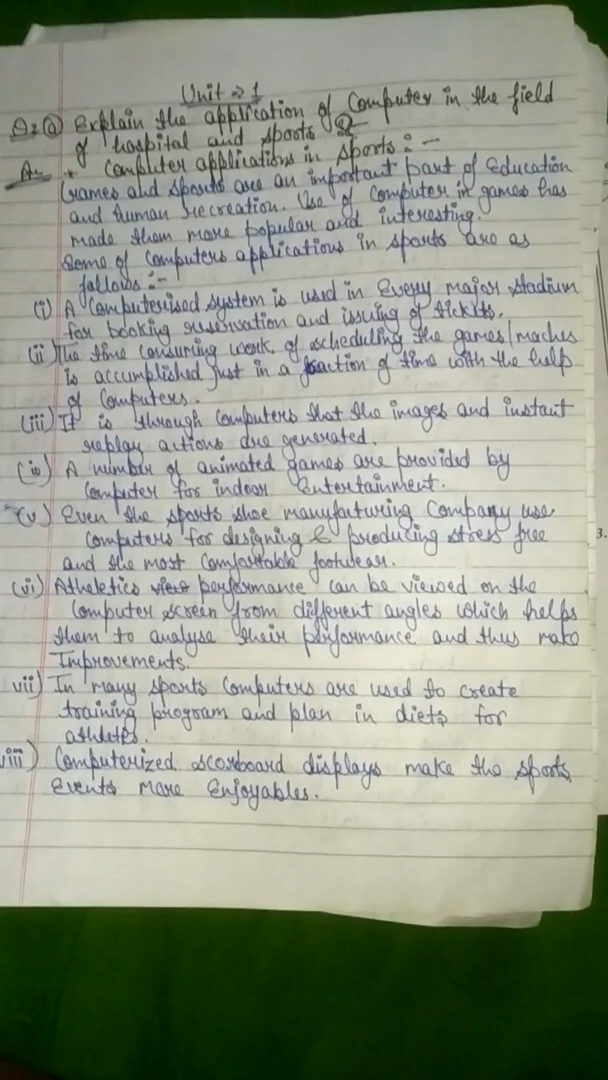 Unit ⇒ 1
Q2 (a) Explain the application of Computer in the field
of hospital and sports Q
A. * Computer applications in sports :-
Games and sports are an important part of Education
and human recreation. Use of Computer in games has
made them more popular and interesting.
Some of Computers applications in sports are as
follows :-
(i) A Computerised system is used in Every major stadium
for booking reservation and issuing of tickits.
(ii) The time consuming work of scheduling the games/maches
is accumplished just in a fraction of time with the help
of Computers.
(iii) It is through Computers that the images and instant
replay actions are generated.
(iv) A number of animated games are provided by
Computer for indoor Entertainment.
(v) Even the sports shoe manufacturing Company use
Computers for designing & producing stress free
and the most Comfortable footwear.
(vi) Atheletics view performance can be viewed on the
Computer screen from different angles which helps
them to analyse their performance and thus make
Improvements.
vii) In many sports Computers are used to create
training program and plan in diets for
athletes.
viii) Computerized scorboard displays make the sports
Events more Enjoyables.
3.